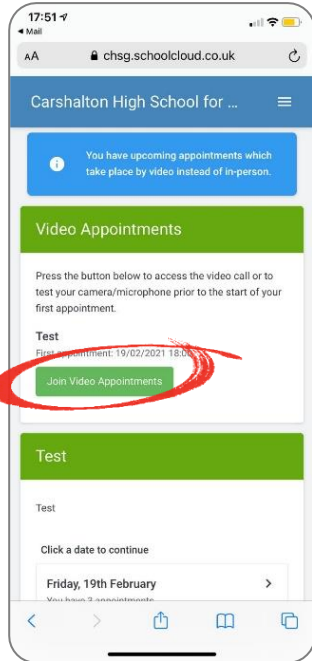 17:51
Mail
AA chsg.schoolcloud.co.uk
Carshalton High School for ...
You have upcoming appointments which
take place by video instead of in-person.
Video Appointments
Press the button below to access the video call or to
test your camera/microphone prior to the start of your
first appointment.
Test
First appointment: 19/02/2021 18:00
Join Video Appointments
Test
Test
Click a date to continue
Friday, 19th February
You have 3 appointments